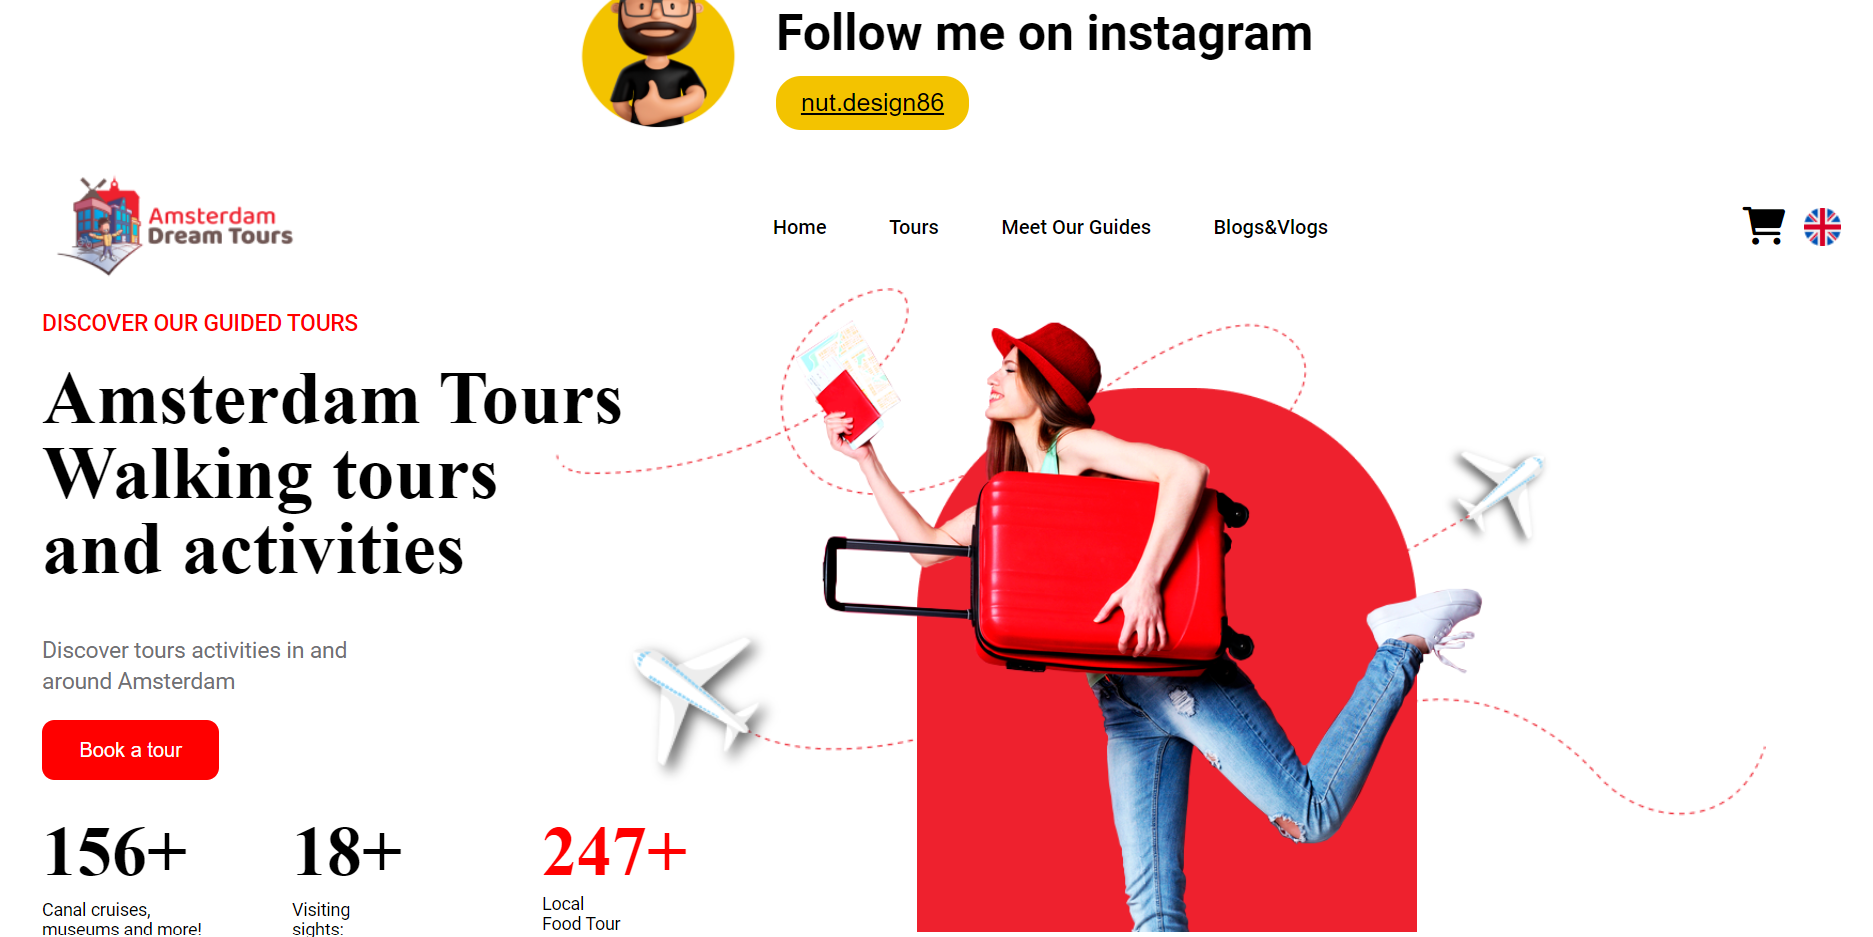 Follow me on instagram
nut.design86
Amsterdam
Dream Tours
Home
Tours
Meet Our Guides
Blogs&Vlogs
DISCOVER OUR GUIDED TOURS
Amsterdam Tours
Walking tours
and activities
Discover tours activities in and
around Amsterdam
Book a tour
156+
Canal cruises,
museums and more!
18+
Visiting
sights:
247+
Local
Food Tour